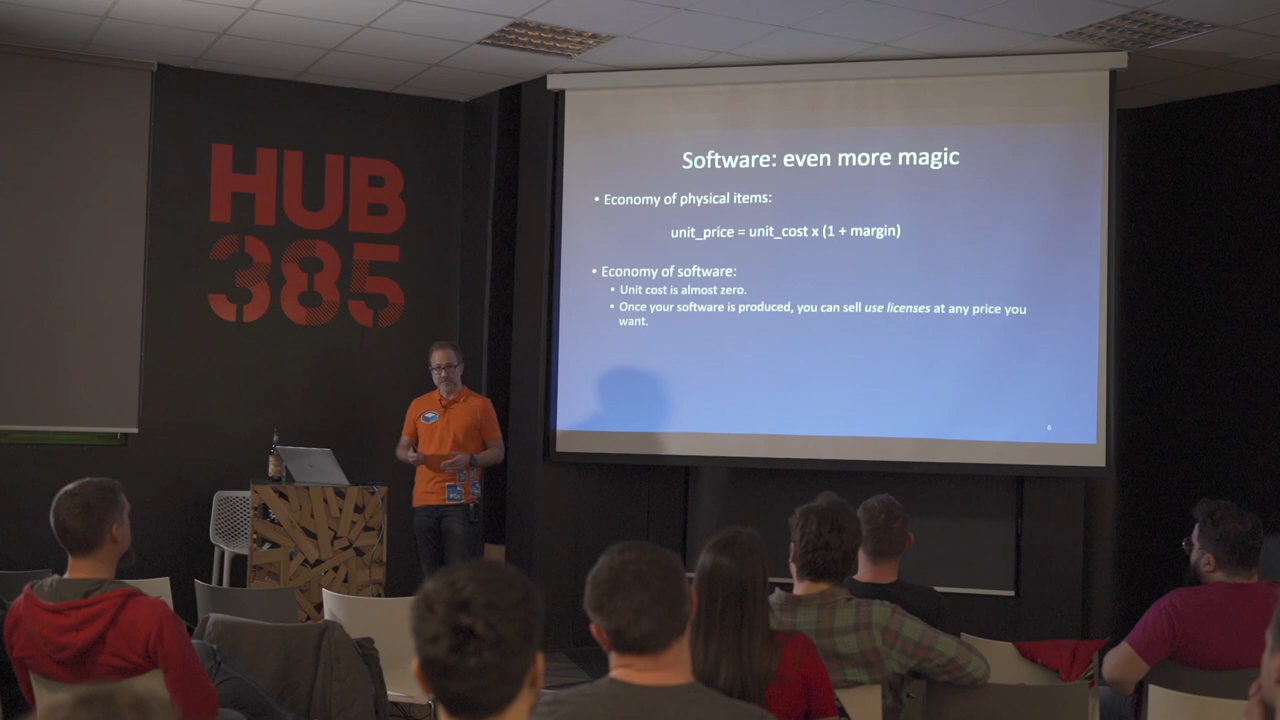 HUB
385
Software: even more magic
• Economy of physical items:
unit_price = unit_cost x (1 + margin)
• Economy of software:
• Unit cost is almost zero.
• Once your software is produced, you can sell use licenses at any price you
want.
6